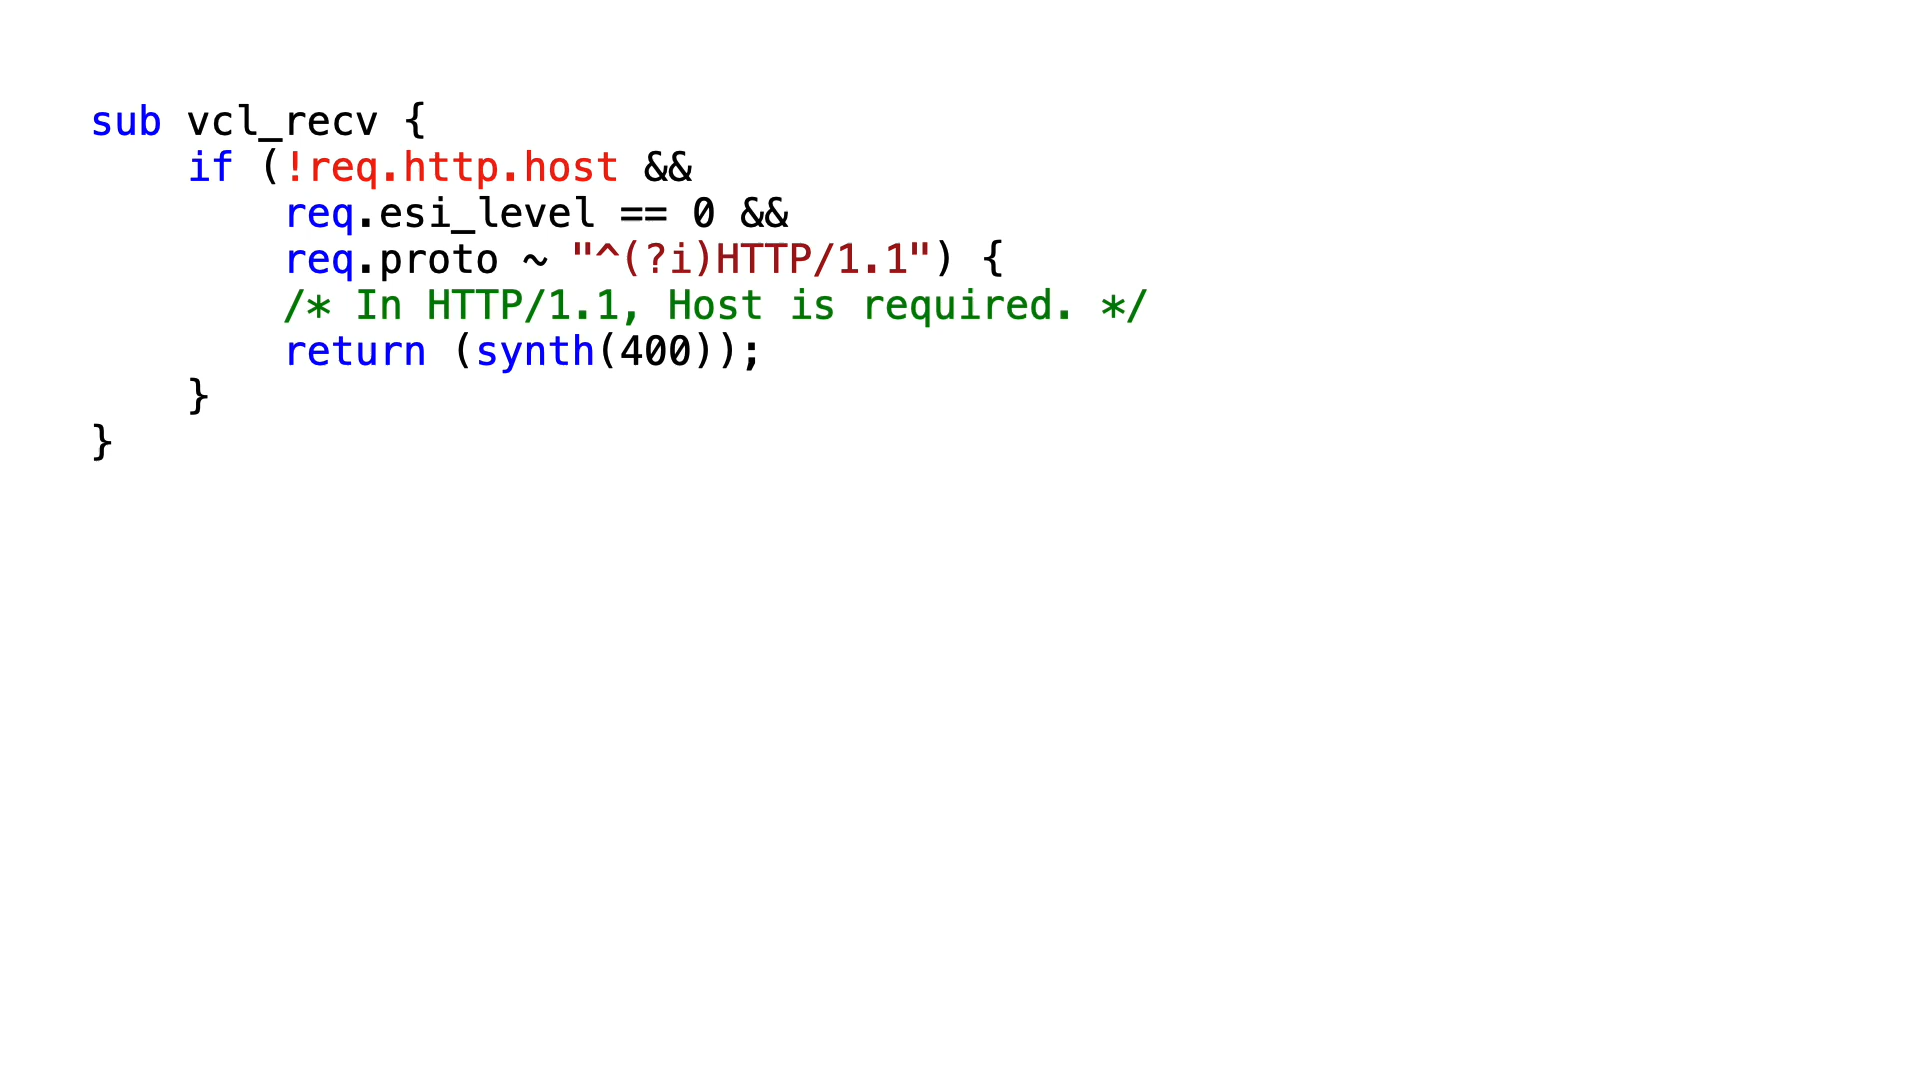 sub vcl_recv {
    if (!req.http.host &&
        req.esi_level == 0 &&
        req.proto ~ "^(?i)HTTP/1.1") {
        /* In HTTP/1.1, Host is required. */
        return (synth(400));
    }
}